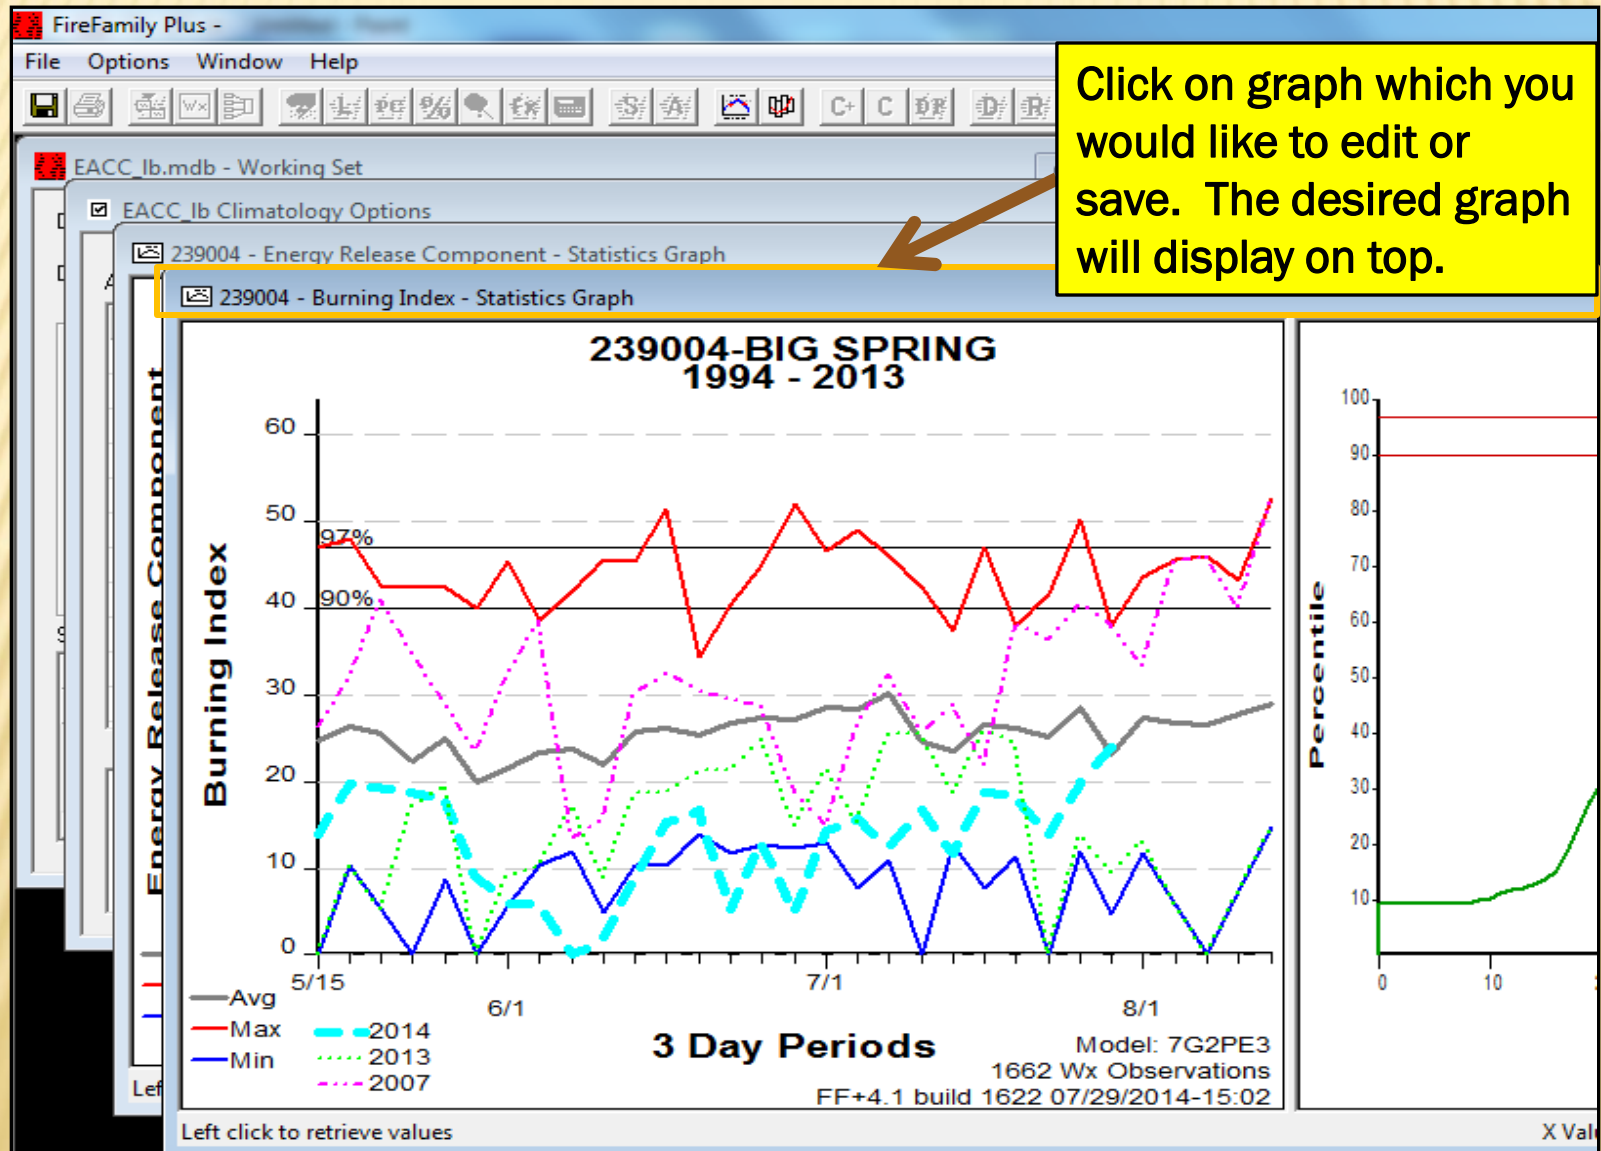 FireFamily Plus -
File Options Window Help
Click on graph which you
would like to edit or
save. The desired graph
will display on top.
EACC_lb.mdb - Working Set
EACC_lb Climatology Options
239004 - Energy Release Component - Statistics Graph
239004 - Burning Index - Statistics Graph
Energy Release Component
239004-BIG SPRING
1994 - 2013
Burning Index
60
50
40
30
20
10
0
97%
90%
5/15
6/1
7/1
8/1
3 Day Periods
Avg
Max
Min
2014
2013
2007
Model: 7G2PE3
1662 Wx Observations
FF+4.1 build 1622 07/29/2014-15:02
Percentile
100
90
80
70
60
50
40
30
20
10
0
10
Lef
Left click to retrieve values
X Val